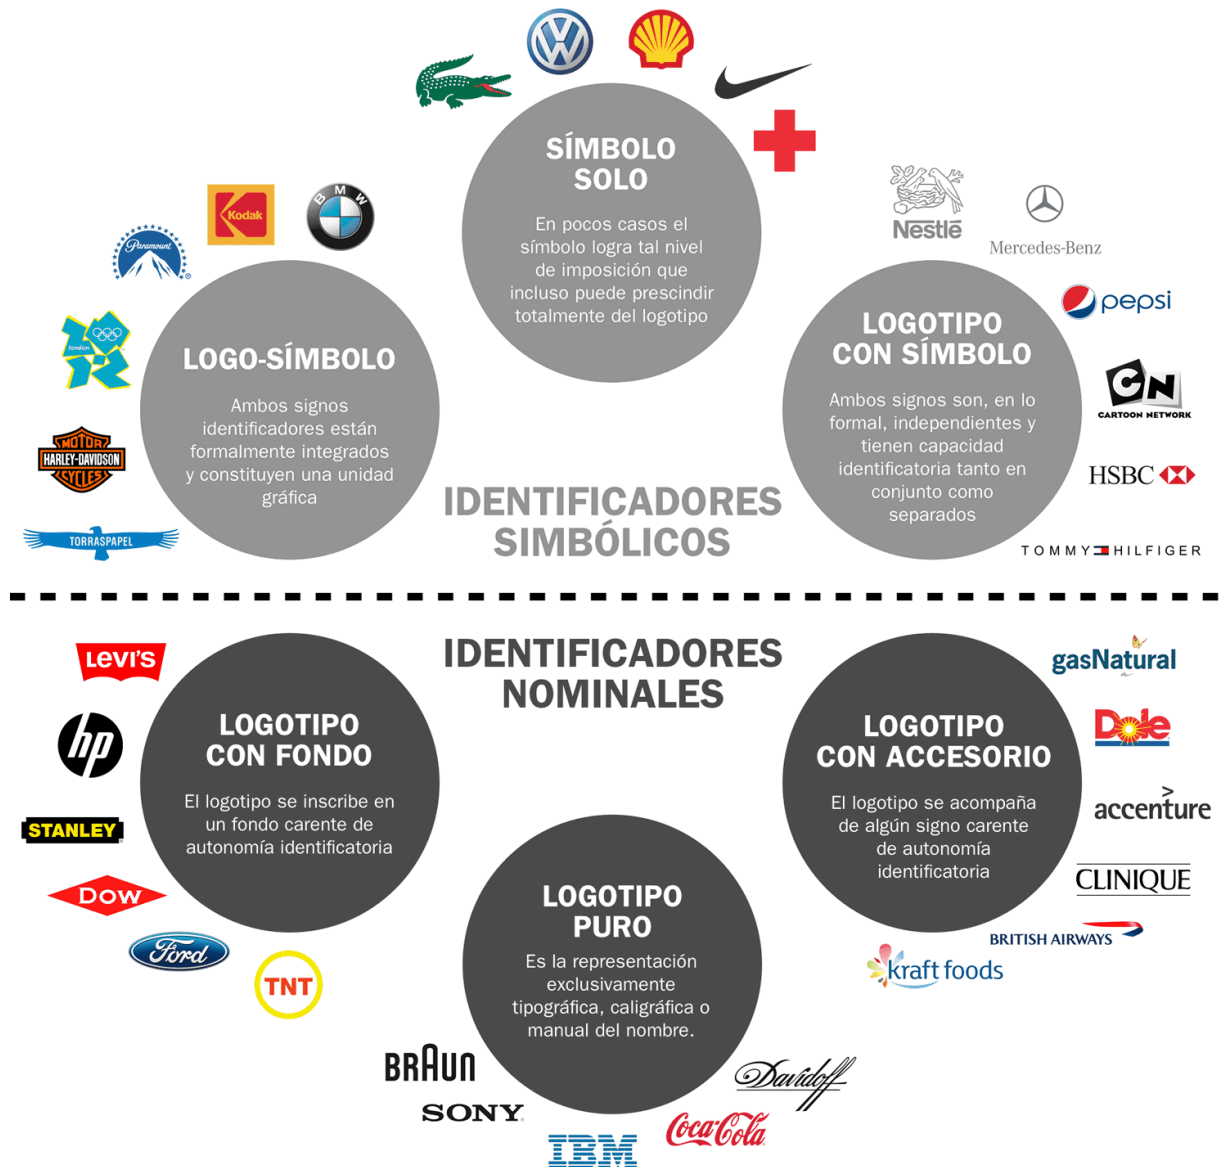 SÍMBOLO
SOLO
En pocos casos el
símbolo logra tal nivel
de imposición que
incluso puede prescindir
totalmente del logotipo
Kodak
BMW
Paramount
®
london
MOTOR
HARLEY-DAVIDSON
CYCLES
TORRASPAPEL
LOGO-SÍMBOLO
Ambos signos
identificadores están
formalmente integrados
y constituyen una unidad
gráfica
Nestlé
Mercedes-Benz
pepsi
CN
CARTOON NETWORK
HSBC
TOMMY HILFIGER
LOGOTIPO
CON SÍMBOLO
Ambos signos son, en lo
formal, independientes y
tienen capacidad
identificatoria tanto en
conjunto como
separados
IDENTIFICADORES
SIMBÓLICOS
IDENTIFICADORES
NOMINALES
LEVI'S
hp
STANLEY
DOW
Ford
TNT
LOGOTIPO
CON FONDO
El logotipo se inscribe en
un fondo carente de
autonomía identificatoria
gasNatural
Dole
accenture
>
CLINIQUE
BRITISH AIRWAYS
kraft foods
LOGOTIPO
CON ACCESORIO
El logotipo se acompaña
de algún signo carente
de autonomía
identificatoria
LOGOTIPO
PURO
Es la representación
exclusivamente
tipográfica, caligráfica o
manual del nombre.
BRAUN
SONY
IBM
Coca-Cola
Davidoff